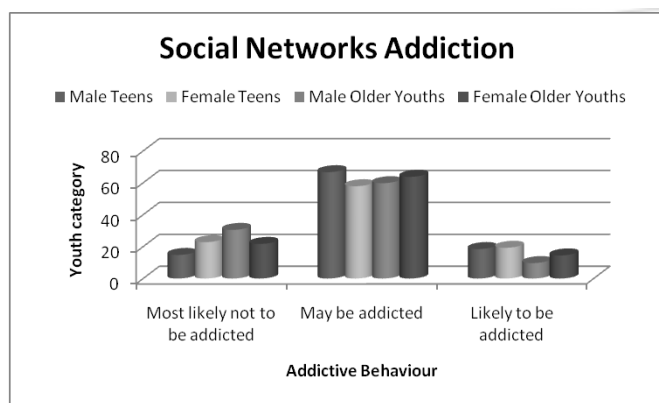 Social Networks Addiction
Male Teens Female Teens Male Older Youths Female Older Youths
80
60
40
20
0
Youth category
Most likely not to be addicted
May be addicted
Likely to be addicted
Addictive Behaviour